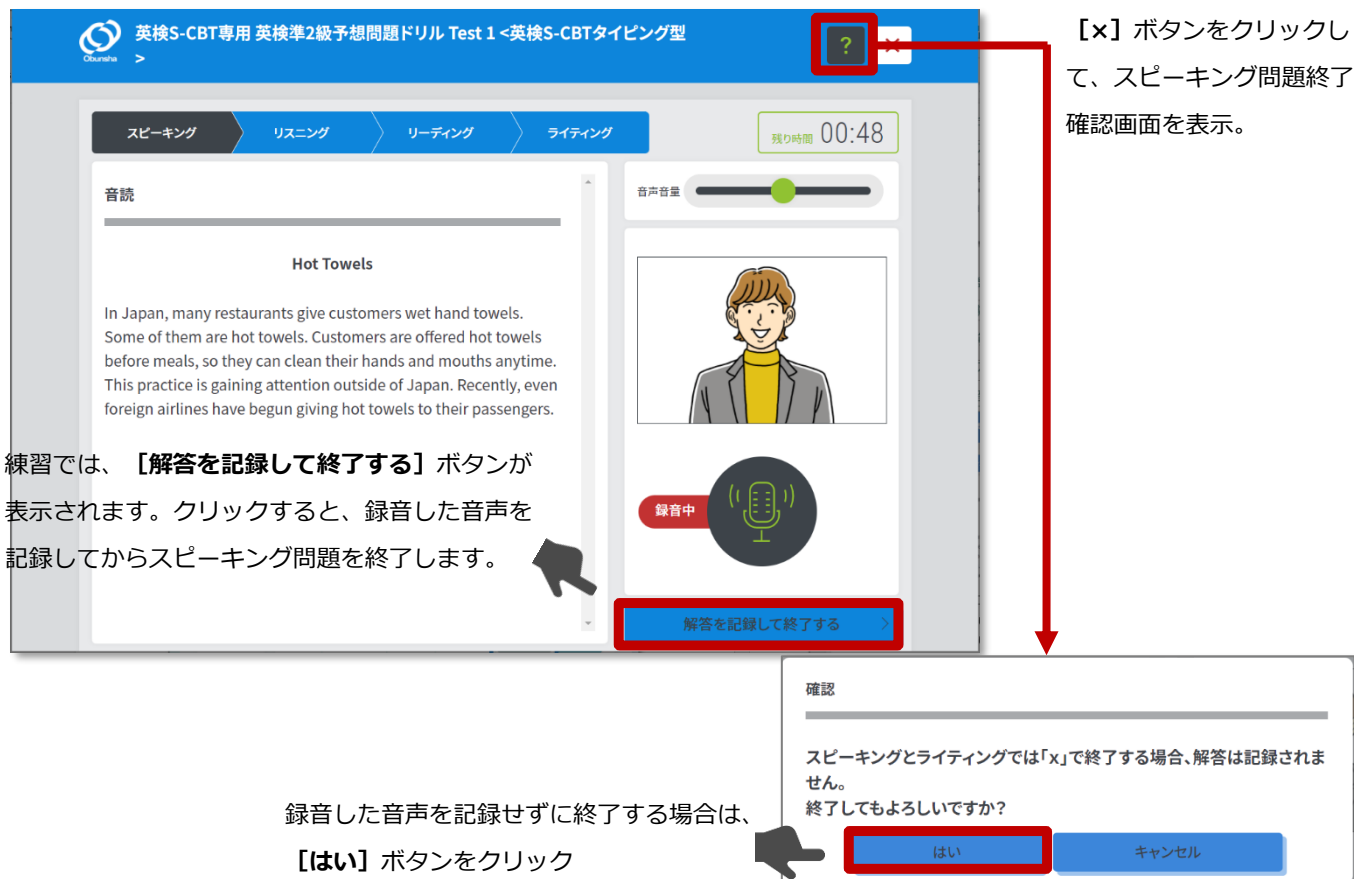 Obunsha
英検S-CBT専用 英検準2級予想問題ドリル Test 1 <英検S-CBTタイピング型
>
?
×
［×］ボタンをクリックし
て、スピーキング問題終了
確認画面を表示。
スピーキング
リスニング
リーディング
ライティング
残り時間 00:48
音読
音声音量
Hot Towels
In Japan, many restaurants give customers wet hand towels.
Some of them are hot towels. Customers are offered hot towels
before meals, so they can clean their hands and mouths anytime.
This practice is gaining attention outside of Japan. Recently, even
foreign airlines have begun giving hot towels to their passengers.
練習では、［解答を記録して終了する］ボタンが
表示されます。クリックすると、録音した音声を
記録してからスピーキング問題を終了します。
録音中
解答を記録して終了する
確認
スピーキングとライティングでは「x」で終了する場合、解答は記録されま
せん。
終了してもよろしいですか?
録音した音声を記録せずに終了する場合は、
［はい］ボタンをクリック
はい
キャンセル